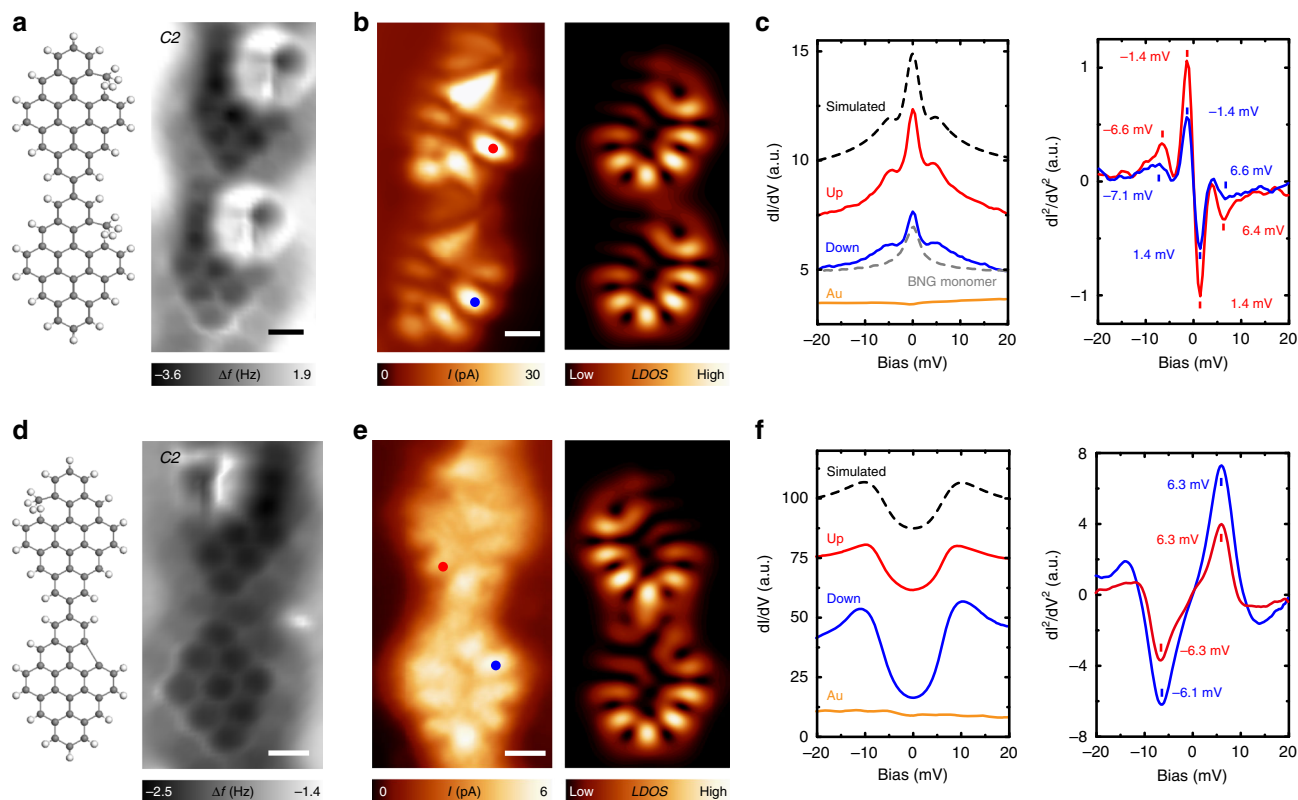 a
C2
−3.6
Δf (Hz)
1.9
b
0
I (pA)
30
Low
LDOS
High
c
15
10
5
dI/dV (a.u.)
Simulated
Up
Down
BNG monomer
Au
−20
−10
0
10
20
Bias (mV)
1
0
−1
dI²/dV² (a.u.)
−1.4 mV
−1.4 mV
−6.6 mV
6.6 mV
−7.1 mV
6.4 mV
1.4 mV
1.4 mV
−20
−10
0
10
20
Bias (mV)
d
C2
−2.5
Δf (Hz)
−1.4
e
0
I (pA)
6
Low
LDOS
High
f
100
75
50
25
0
dI/dV (a.u.)
Simulated
Up
Down
Au
−20
−10
0
10
20
Bias (mV)
8
4
0
−4
−8
dI²/dV² (a.u.)
6.3 mV
6.3 mV
−6.3 mV
−6.1 mV
−20
−10
0
10
20
Bias (mV)